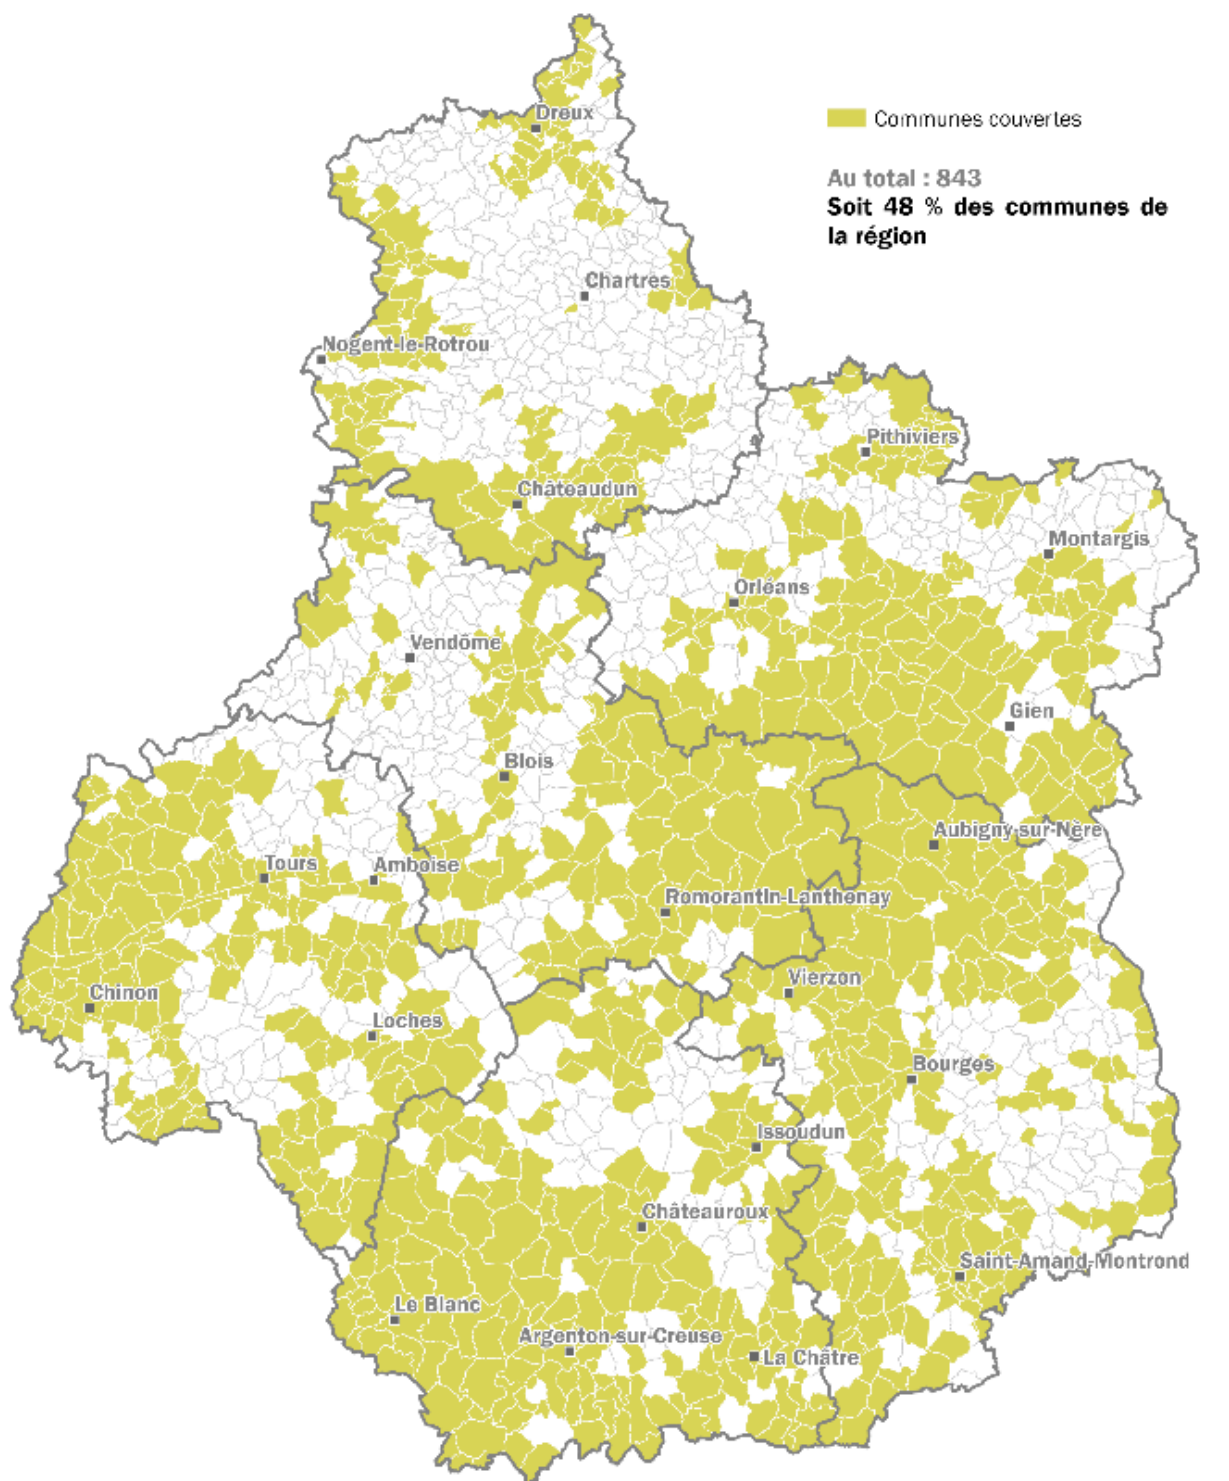 Dreux
Communes couvertes
Au total : 843
Soit 48 % des communes de
la région
Chartres
Nogent-le-Rotrou
Pithiviers
Châteaudun
Montargis
Orléans
Vendôme
Gien
Blois
Aubigny-sur-Nère
Tours
Amboise
Romorantin-Lanthenay
Vierzon
Chinon
Loches
Bourges
Issoudun
Châteauroux
Saint-Amand-Montrond
Le Blanc
Argenton-sur-Creuse
La Châtre